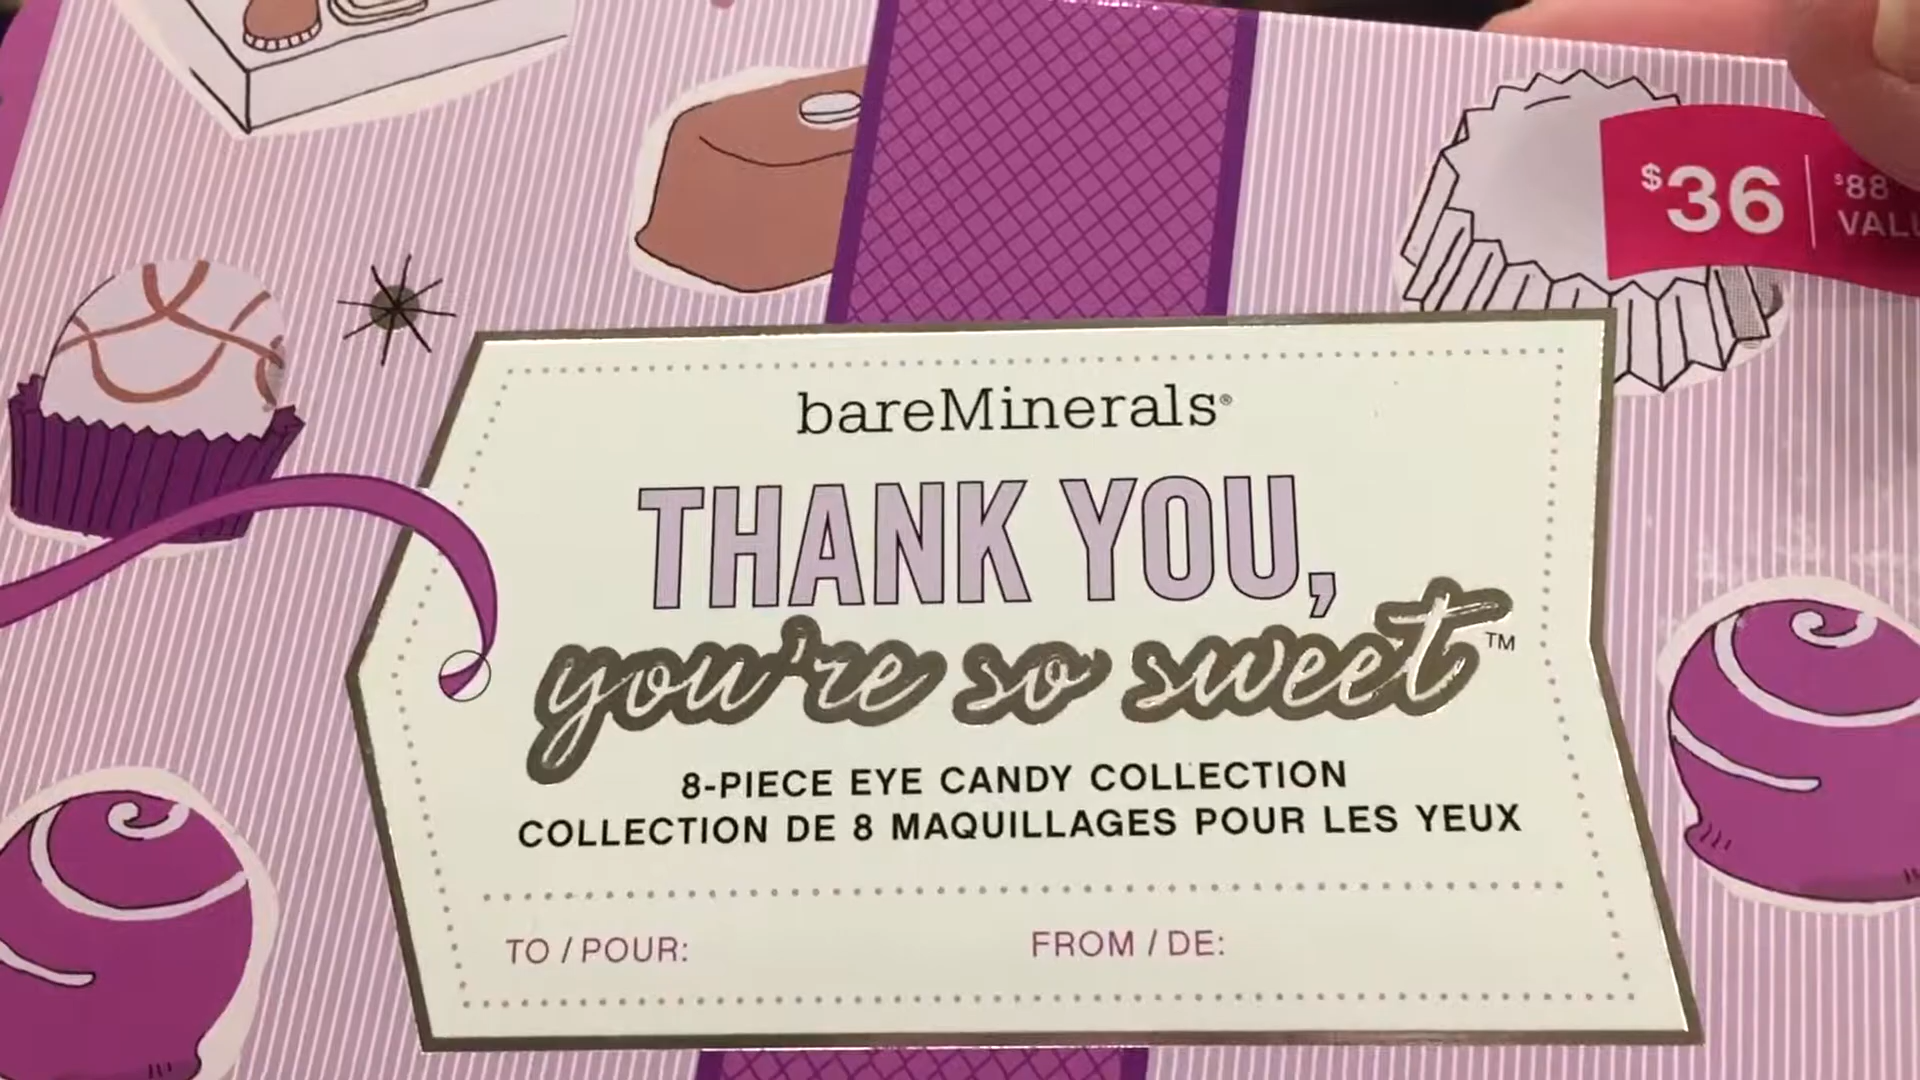 $36 $88
VALU
bareMinerals®
THANK YOU,
you're so sweet™
8-PIECE EYE CANDY COLLECTION
COLLECTION DE 8 MAQUILLAGES POUR LES YEUX
TO / POUR: FROM / DE: